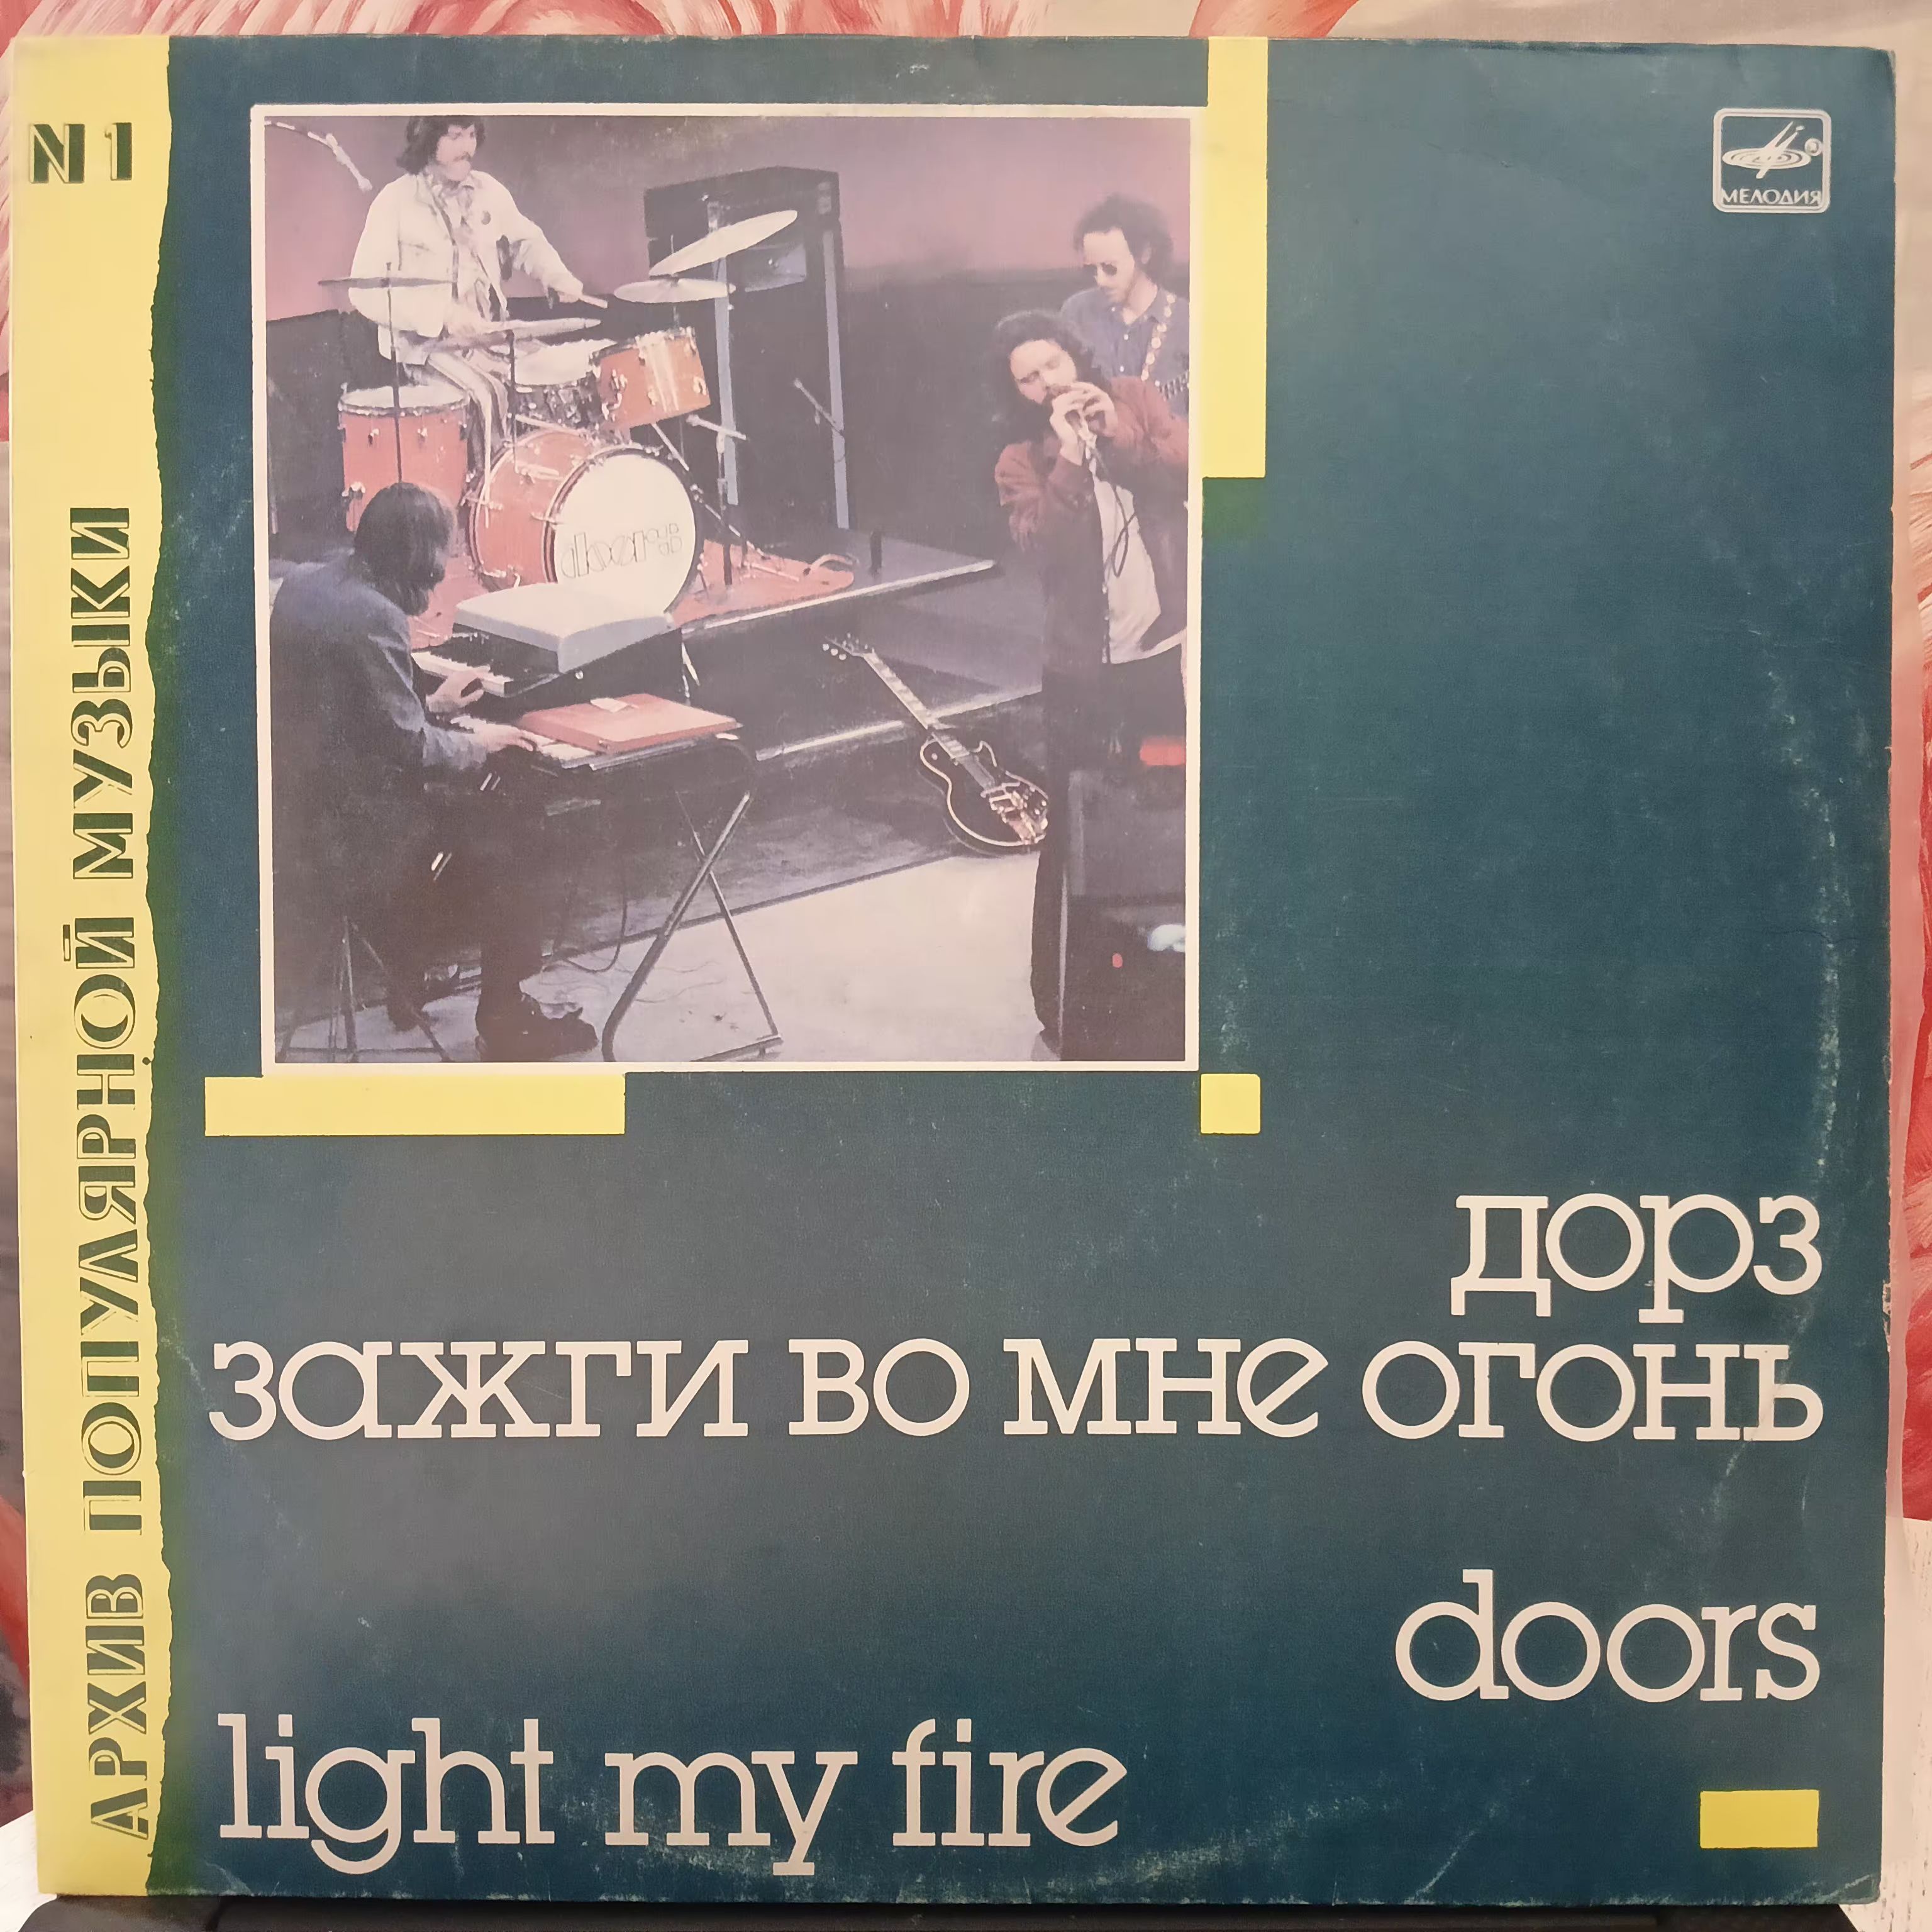 N1
АРХИВ ПОПУЛЯРНОЙ МУЗЫКИ
МЕЛОДИЯ
doors
дорз
зажги во мне огонь
doors
light my fire